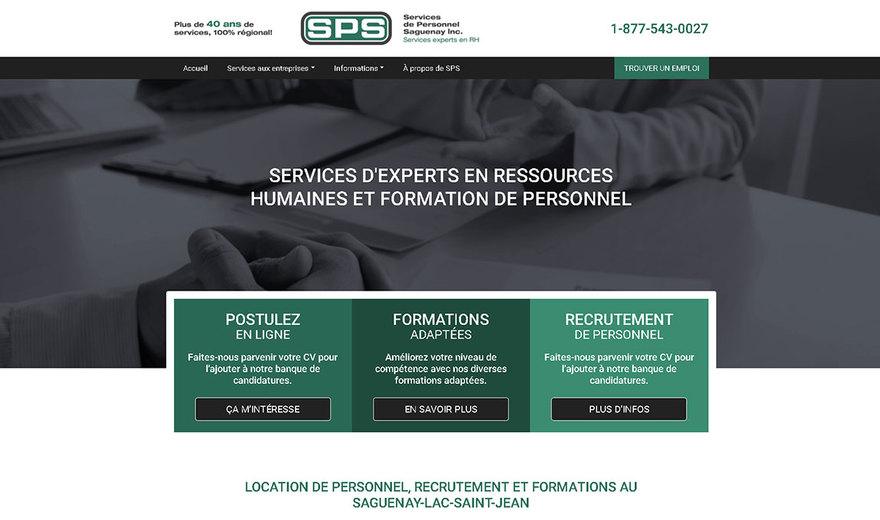 Plus de 40 ans de
services, 100% régional!
SPS
Services
de Personnel
Saguenay Inc.
Services experts en RH
1-877-543-0027
Accueil
Services aux entreprises
Informations
À propos de SPS
TROUVER UN EMPLOI
SERVICES D'EXPERTS EN RESSOURCES
HUMAINES ET FORMATION DE PERSONNEL
POSTULEZ
EN LIGNE
Faites-nous parvenir votre CV pour
l'ajouter à notre banque de
candidatures.
ÇA M'INTÉRESSE
FORMATIONS
ADAPTÉES
Améliorez votre niveau de
compétence avec nos diverses
formations adaptées.
EN SAVOIR PLUS
RECRUTEMENT
DE PERSONNEL
Faites-nous parvenir votre CV pour
l'ajouter à notre banque de
candidatures.
PLUS D'INFOS
LOCATION DE PERSONNEL, RECRUTEMENT ET FORMATIONS AU
SAGUENAY-LAC-SAINT-JEAN